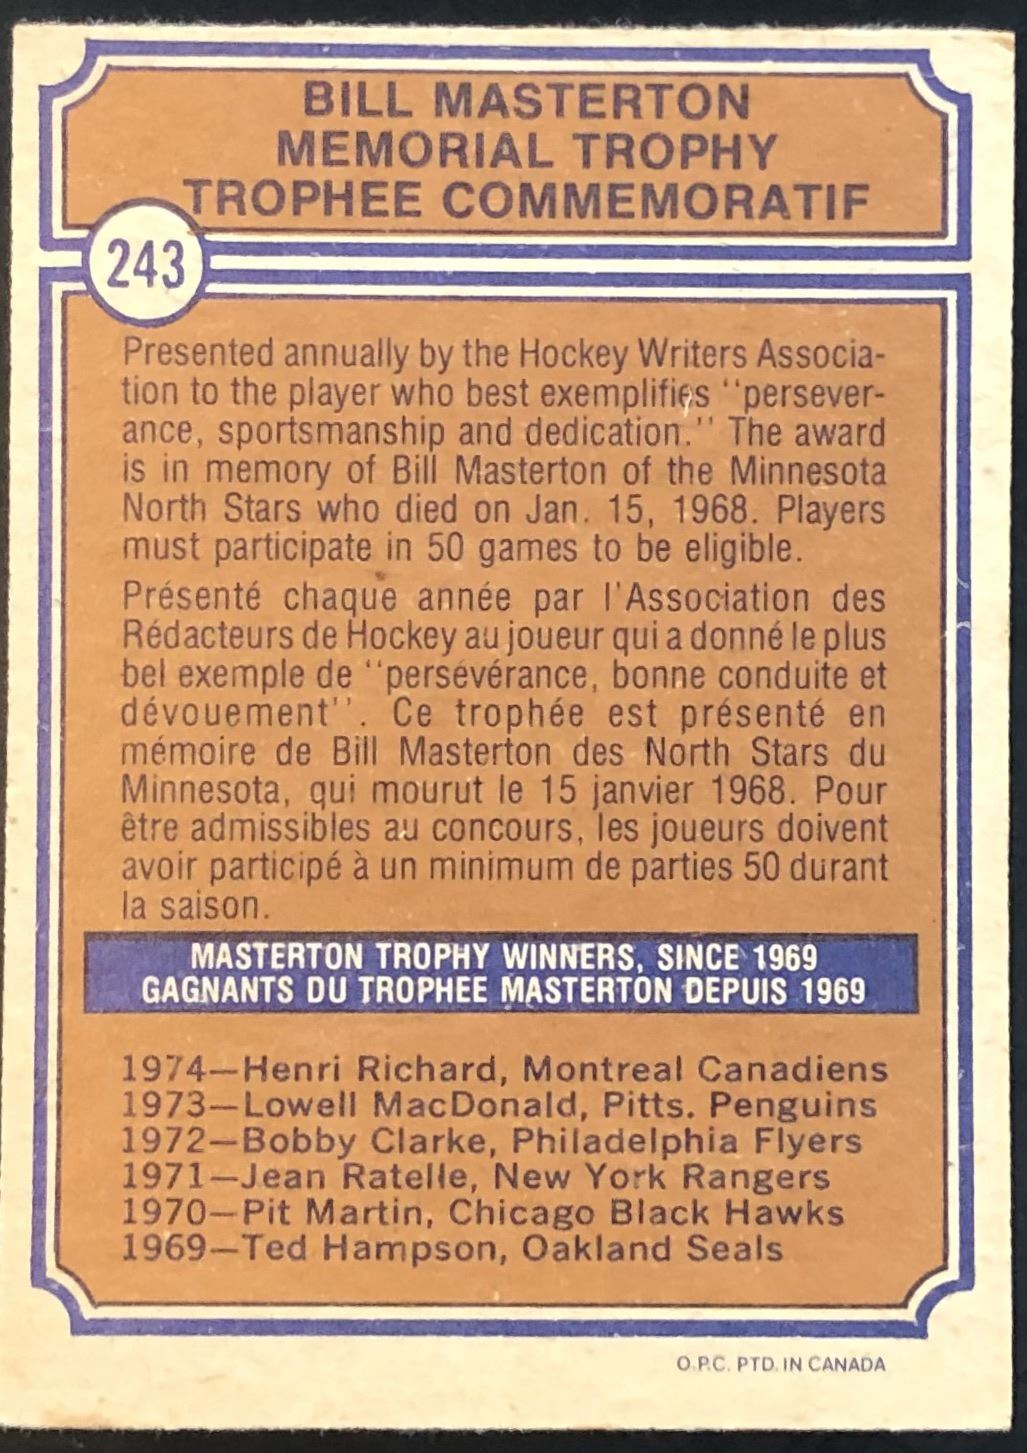 BILL MASTERTON
MEMORIAL TROPHY
TROPHEE COMMEMORATIF
243
Presented annually by the Hockey Writers Associa-
tion to the player who best exemplifies "persever-
ance, sportsmanship and dedication." The award
is in memory of Bill Masterton of the Minnesota
North Stars who died on Jan. 15, 1968. Players
must participate in 50 games to be eligible.
Présenté chaque année par l'Association des
Rédacteurs de Hockey au joueur qui a donné le plus
bel exemple de "persévérance, bonne conduite et
dévouement". Ce trophée est présenté en
mémoire de Bill Masterton des North Stars du
Minnesota, qui mourut le 15 janvier 1968. Pour
être admissibles au concours, les joueurs doivent
avoir participé à un minimum de parties 50 durant
la saison.
MASTERTON TROPHY WINNERS, SINCE 1969
GAGNANTS DU TROPHEE MASTERTON DEPUIS 1969
1974—Henri Richard, Montreal Canadiens
1973—Lowell MacDonald, Pitts. Penguins
1972—Bobby Clarke, Philadelphia Flyers
1971—Jean Ratelle, New York Rangers
1970—Pit Martin, Chicago Black Hawks
1969—Ted Hampson, Oakland Seals
O.P.C. PTD. IN CANADA